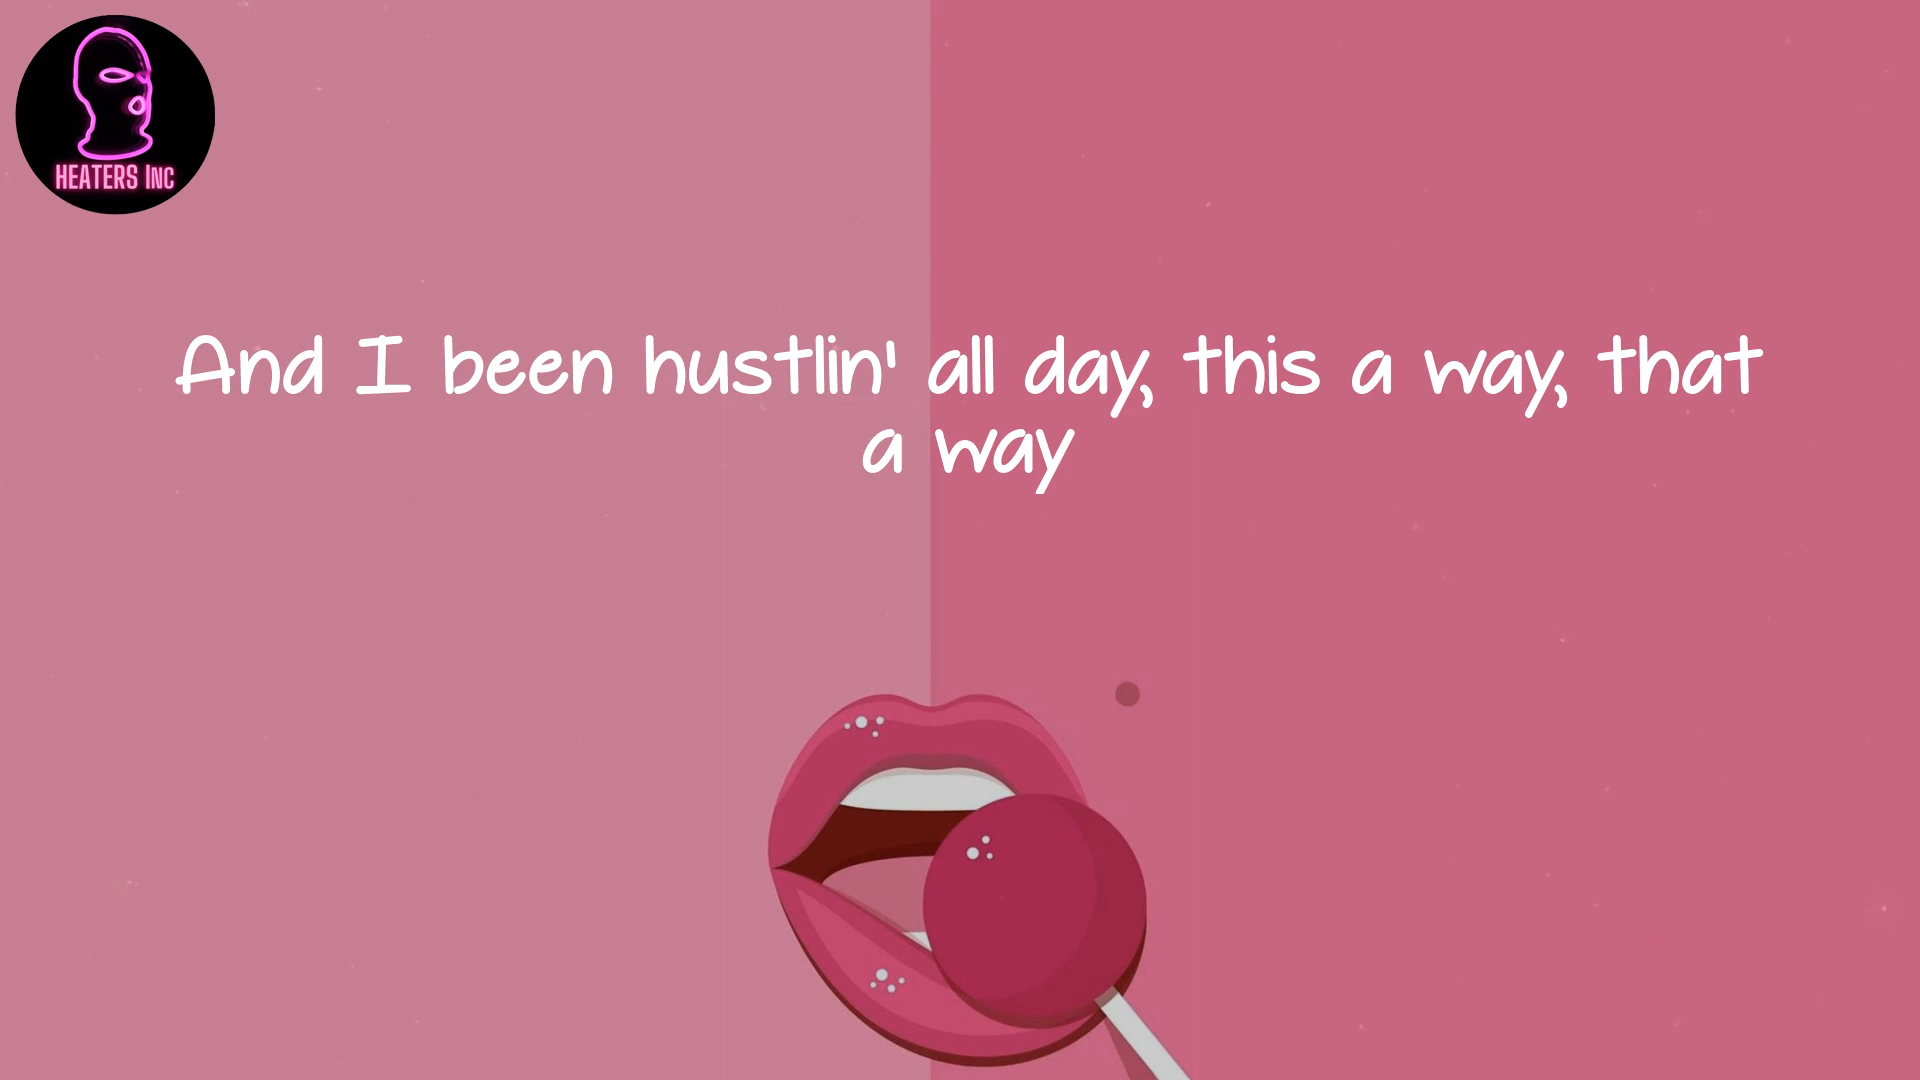 HEATERS INC
And I been hustlin' all day, this a way, that
a way